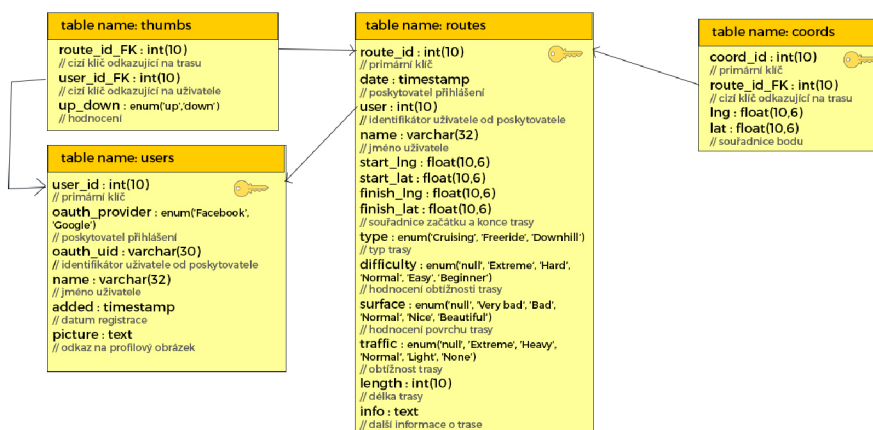 table name: thumbs
route_id_FK : int(10)
// cizí klíč odkazující na trasu
user_id_FK : int(10)
// cizí klíč odkazující na uživatele
up_down : enum('up','down')
// hodnocení
table name: users
user_id : int(10)
// primární klíč
oauth_provider : enum('Facebook',
'Google')
// poskytovatel přihlášení
oauth_uid : varchar(30)
// identifikátor uživatele od poskytovatele
name : varchar(32)
// jméno uživatele
added : timestamp
// datum registrace
picture : text
// odkaz na profilový obrázek
table name: routes
route_id : int(10)
// primární klíč
date : timestamp
// poskytovatel přihlášení
user : int(10)
// identifikátor uživatele od poskytovatele
name : varchar(32)
// jméno uživatele
start_lng : float(10,6)
start_lat : float(10,6)
finish_lng : float(10,6)
finish_lat : float(10,6)
// souřadnice začátku a konce trasy
type : enum('Cruising', 'Freeride', 'Downhill')
// typ trasy
difficulty : enum('null', 'Extreme', 'Hard',
'Normal', 'Easy', 'Beginner')
// hodnocení obtížnosti trasy
surface : enum('null', 'Very bad', 'Bad',
'Normal', 'Nice', 'Beautiful')
// hodnocení povrchu trasy
traffic : enum('null', 'Extreme', 'Heavy',
'Normal', 'Light', 'None')
// obtížnost trasy
length : int(10)
// délka trasy
info : text
// další informace o trase
table name: coords
coord_id : int(10)
// primární klíč
route_id_FK : int(10)
// cizí klíč odkazující na trasu
lng : float(10,6)
lat : float(10,6)
// souřadnice bodu